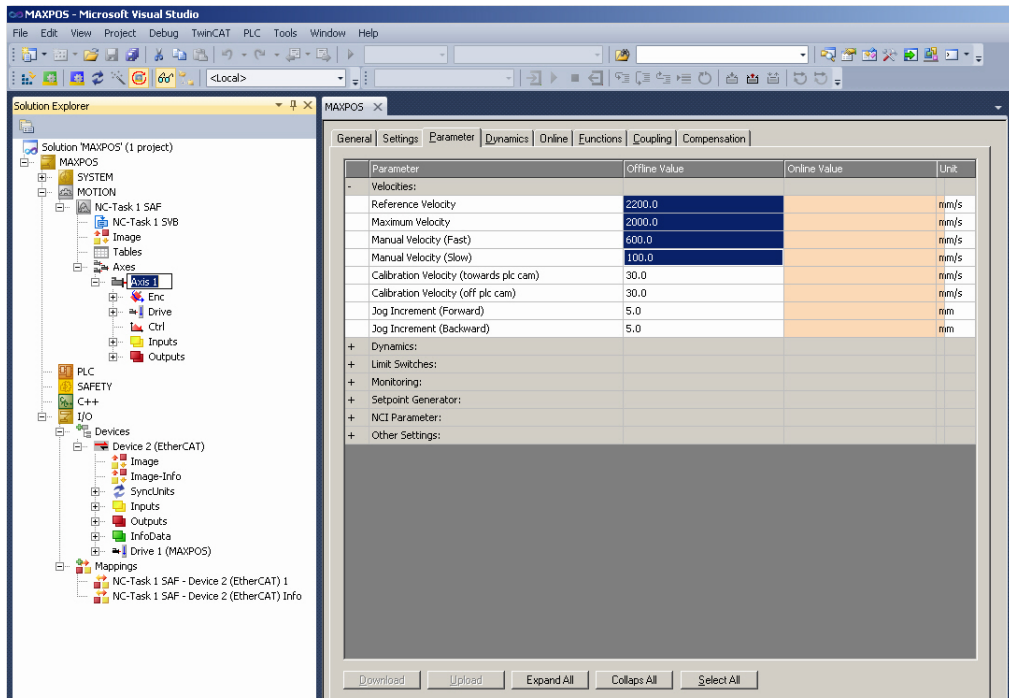 MAXPOS - Microsoft Visual Studio
File Edit View Project Debug TwinCAT PLC Tools Window Help
<Local>
Solution Explorer
Solution 'MAXPOS' (1 project)
MAXPOS
SYSTEM
MOTION
NC-Task 1 SAF
NC-Task 1 SVB
Image
Tables
Axes
Axis 1
Enc
Drive
Ctrl
Inputs
Outputs
PLC
SAFETY
C++
I/O
Devices
Device 2 (EtherCAT)
Image
Image-Info
SyncUnits
Inputs
Outputs
InfoData
Drive 1 (MAXPOS)
Mappings
NC-Task 1 SAF - Device 2 (EtherCAT) 1
NC-Task 1 SAF - Device 2 (EtherCAT) Info
MAXPOS
General Settings Parameter Dynamics Online Functions Coupling Compensation
Parameter Offline Value Online Value Unit
- Velocities:
Reference Velocity 2200.0 mm/s
Maximum Velocity 2000.0 mm/s
Manual Velocity (Fast) 600.0 mm/s
Manual Velocity (Slow) 100.0 mm/s
Calibration Velocity (towards plc cam) 30.0 mm/s
Calibration Velocity (off plc cam) 30.0 mm/s
Jog Increment (Forward) 5.0 mm
Jog Increment (Backward) 5.0 mm
+ Dynamics:
+ Limit Switches:
+ Monitoring:
+ Setpoint Generator:
+ NCI Parameter:
+ Other Settings:
Download Upload Expand All Collaps All Select All